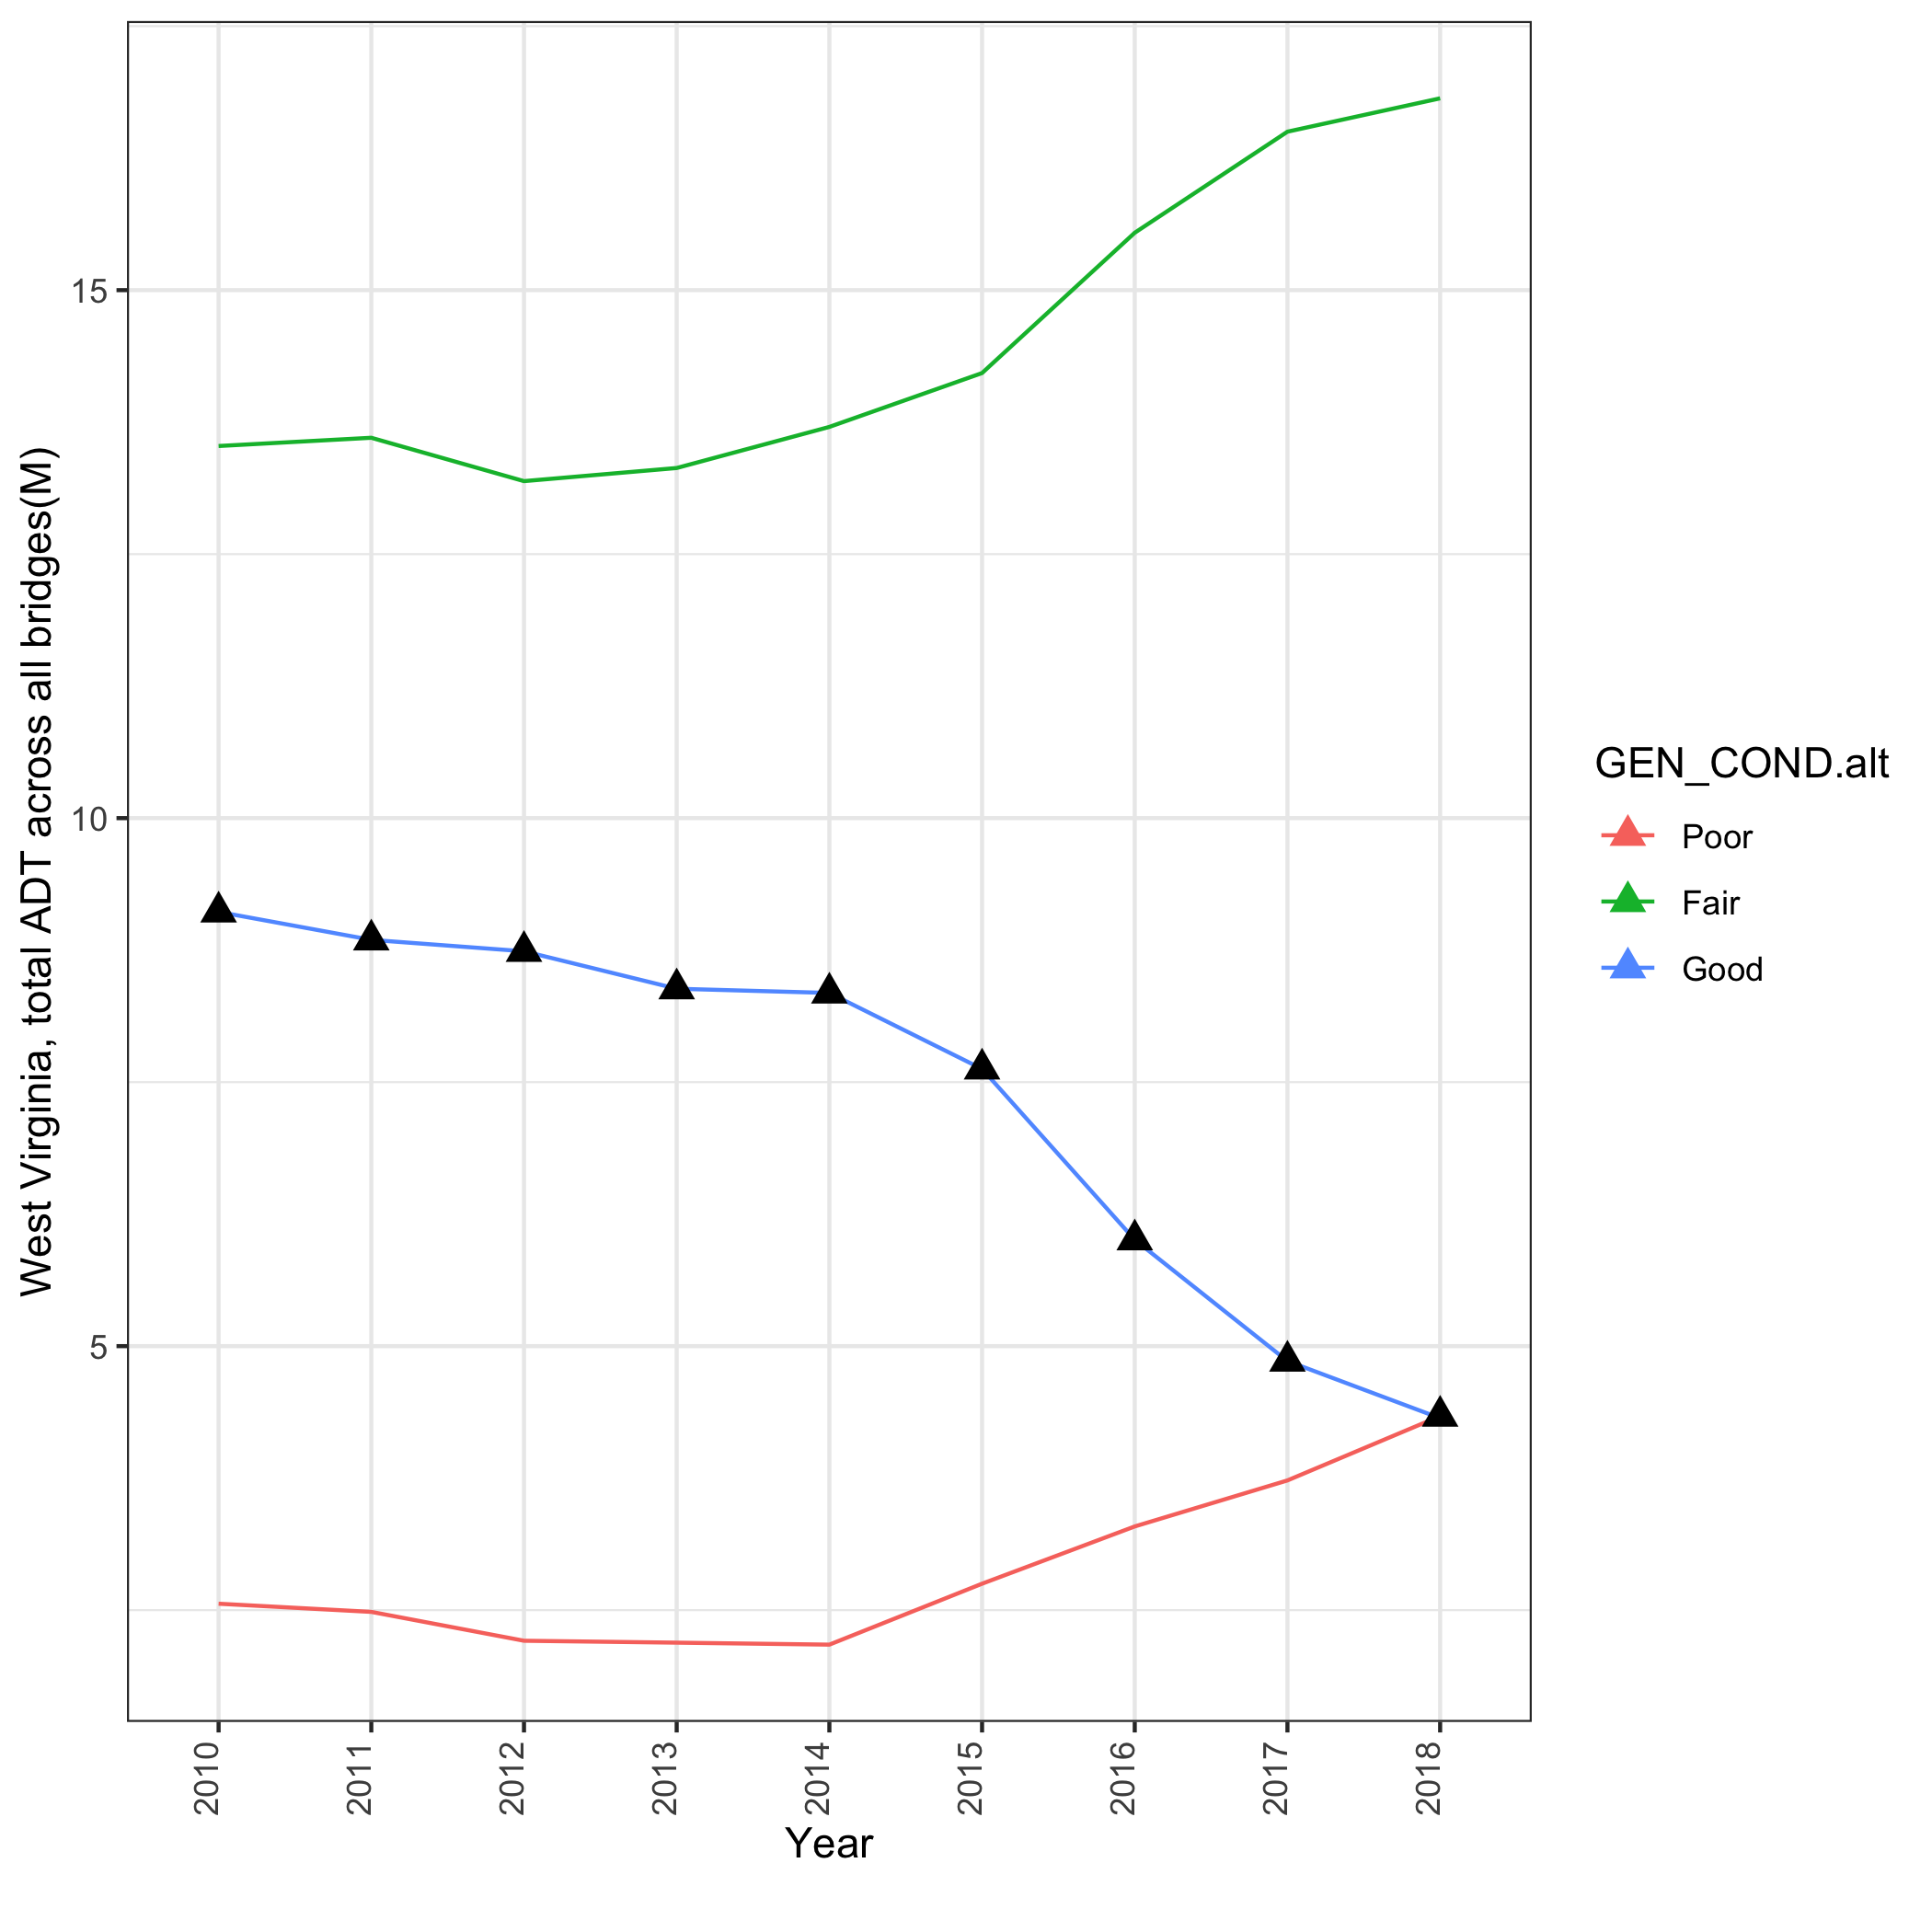 West Virginia, total ADT across all bridges(M)
15
10
5
2010
2011
2012
2013
2014
2015
2016
2017
2018
Year
GEN_COND.alt
Poor
Fair
Good